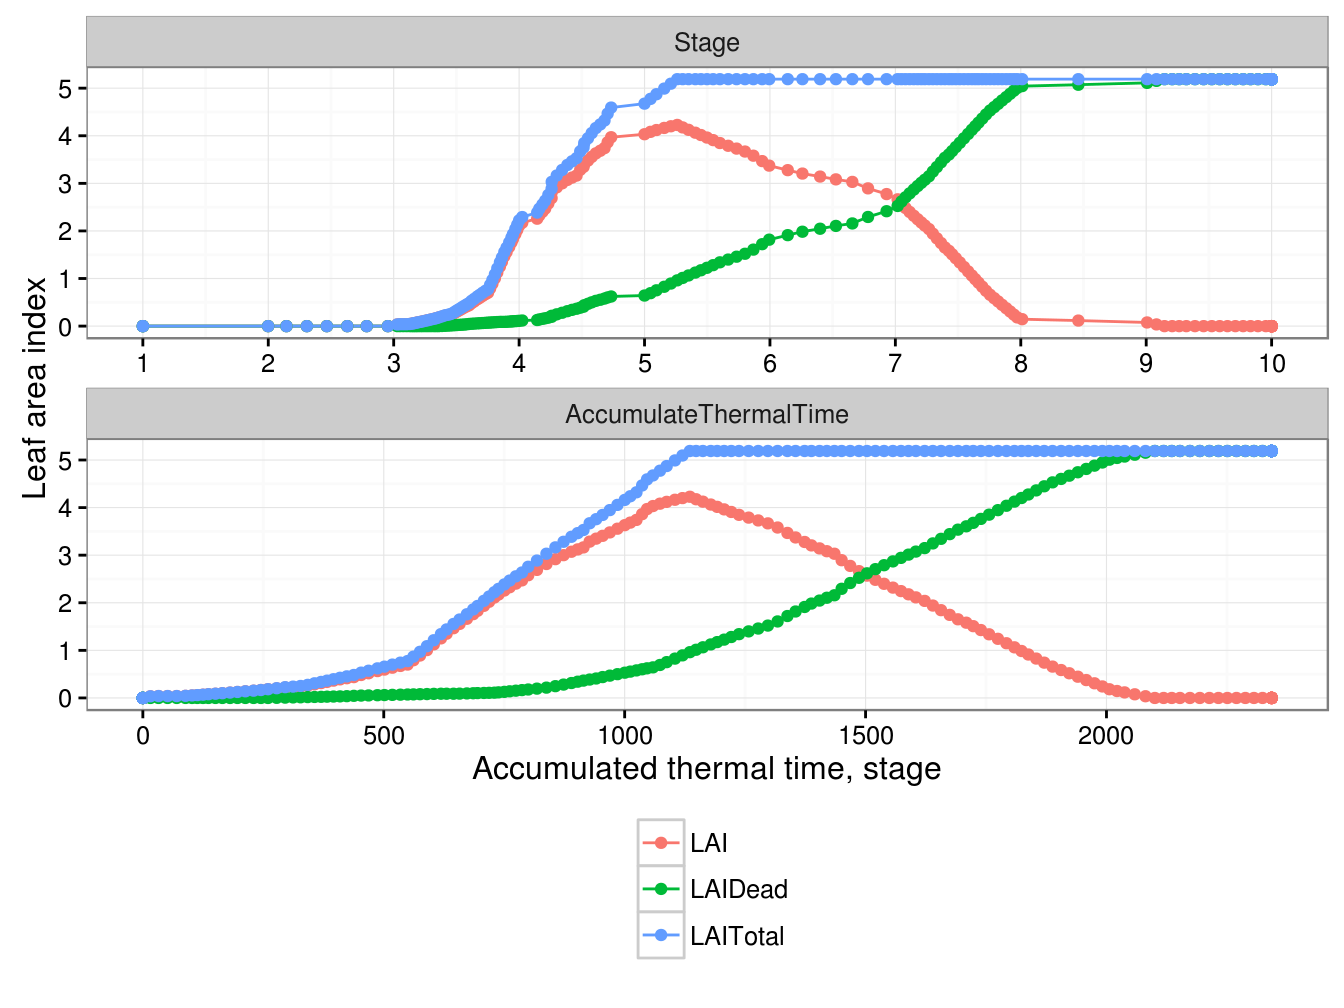 Stage
5
4
3
2
1
0
1 2 3 4 5 6 7 8 9 10
Leaf area index
AccumulateThermalTime
5
4
3
2
1
0
0 500 1000 1500 2000
Accumulated thermal time, stage
LAI
LAIDead
LAITotal